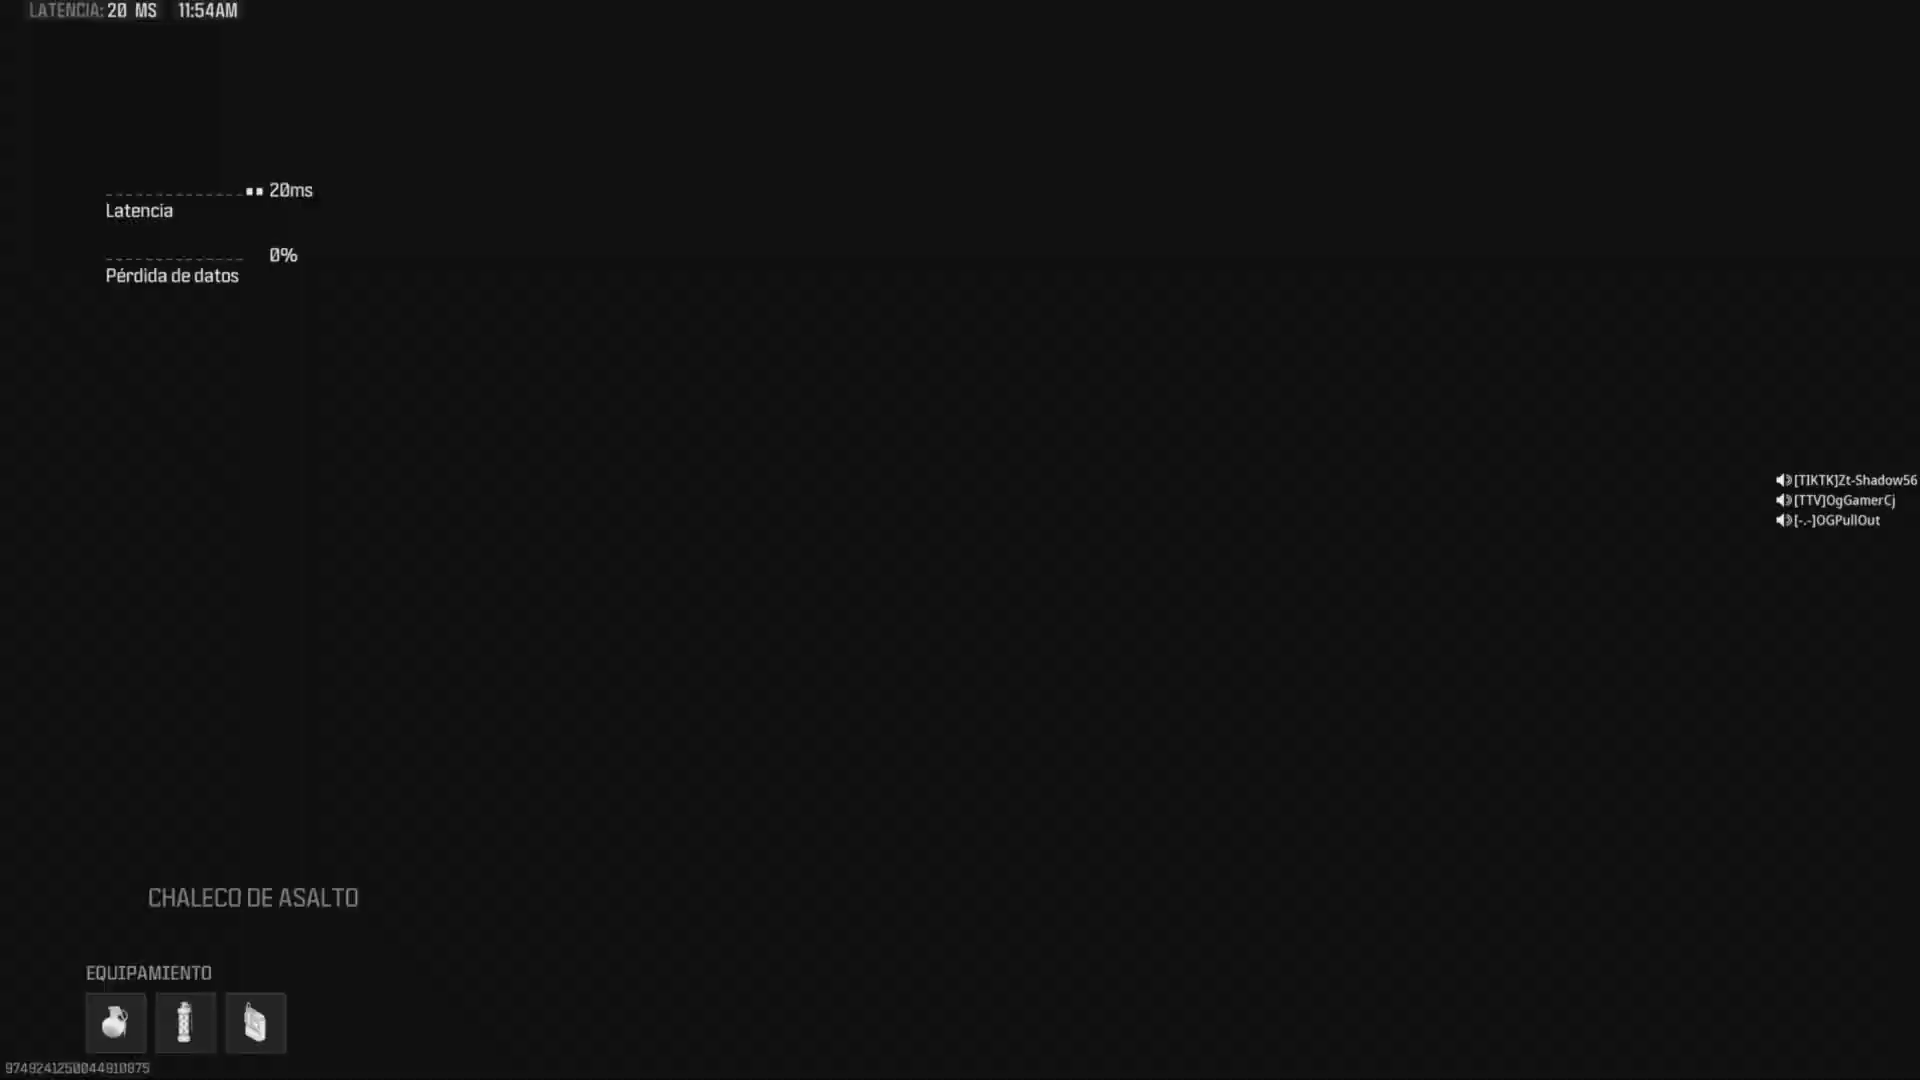 LATENCIA: 20 MS 11:54AM
20ms
Latencia
0%
Pérdida de datos
[TIKTK]Zt-Shadow56
[TTV]OgGamerCj
[-.-]OGPullOut
CHALECO DE ASALTO
EQUIPAMIENTO
9749241250044910875